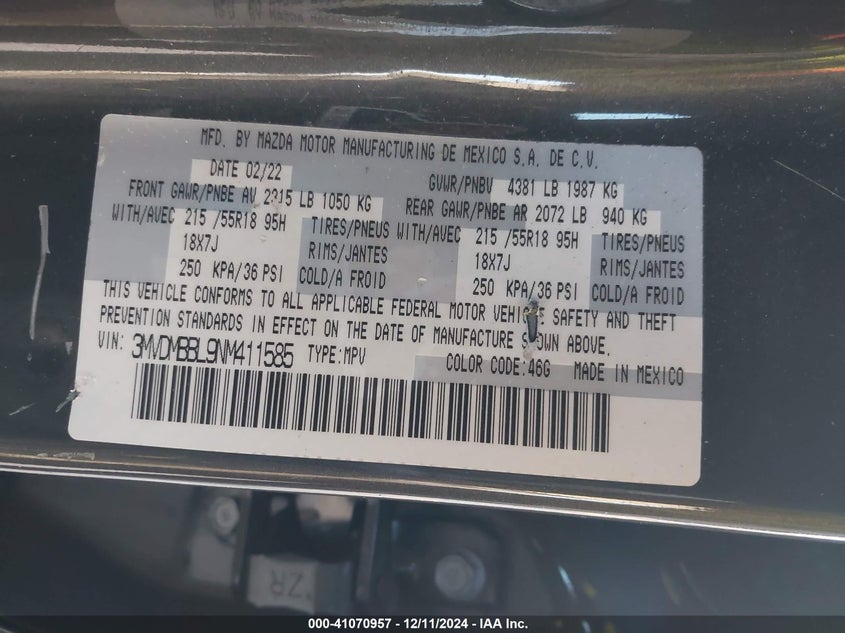 MFD. BY MAZDA MOTOR MANUFACTURING DE MEXICO S.A. DE C.V.
DATE 02/22 GVWR/PNBV 4381 LB 1987 KG
FRONT GAWR/PNBE AV 2315 LB 1050 KG REAR GAWR/PNBE AR 2072 LB 940 KG
WITH/AVEC 215 /55R18 95H TIRES/PNEUS WITH/AVEC 215 /55R18 95H TIRES/PNEUS
18X7J RIMS/JANTES 18X7J RIMS/JANTES
250 KPA/36 PSI COLD/A FROID 250 KPA/36 PSI COLD/A FROID
THIS VEHICLE CONFORMS TO ALL APPLICABLE FEDERAL MOTOR SAFETY AND THEFT
PREVENTION STANDARDS IN EFFECT ON THE DATE OF MANUFACTURE ABOVE.
VIN: 3MVDMBBL9NM411585 TYPE:MPV COLOR CODE:46G MADE IN MEXICO
ZR
000-41070957 - 12/11/2024 - IAA Inc.